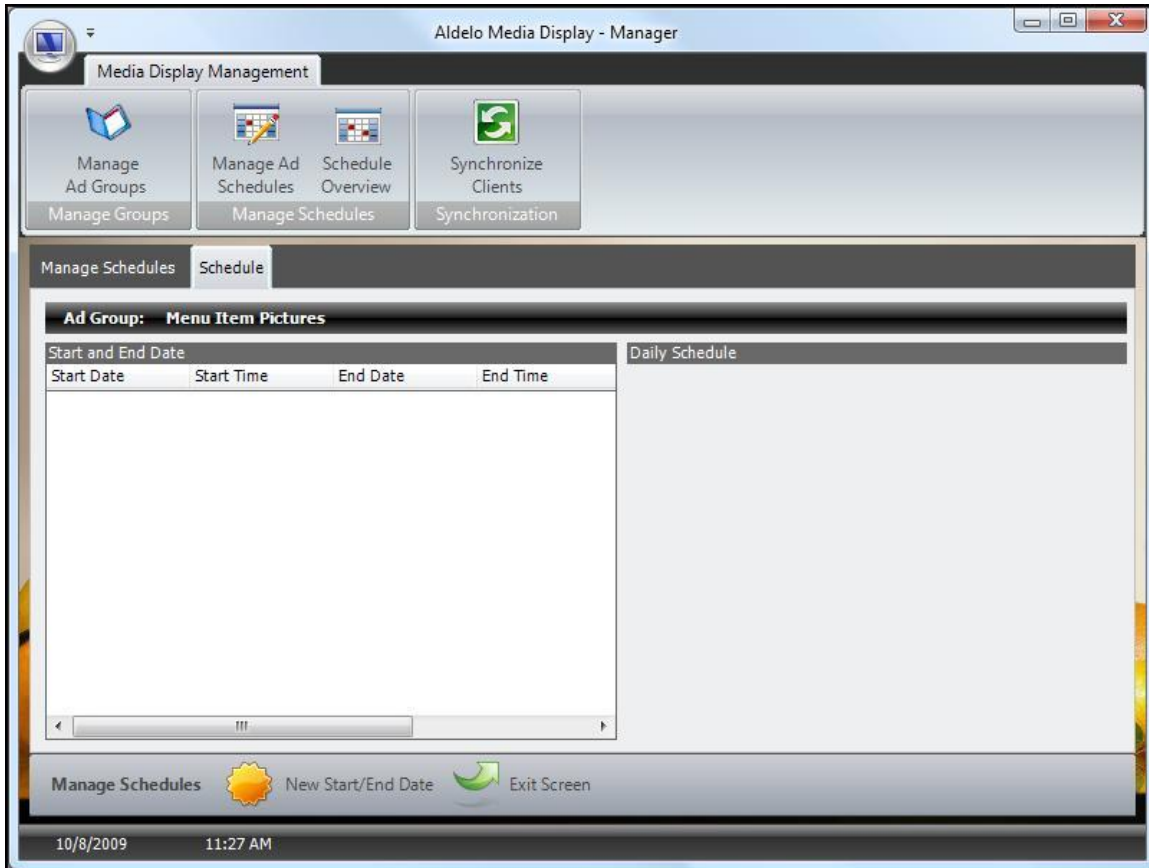 Aldelo Media Display - Manager
Media Display Management
Manage Ad Groups
Manage Ad Schedules
Schedule Overview
Synchronize Clients
Manage Groups
Manage Schedules
Synchronization
Manage Schedules
Schedule
Ad Group: Menu Item Pictures
Start and End Date
Daily Schedule
Start Date Start Time End Date End Time
Manage Schedules New Start/End Date Exit Screen
10/8/2009 11:27 AM